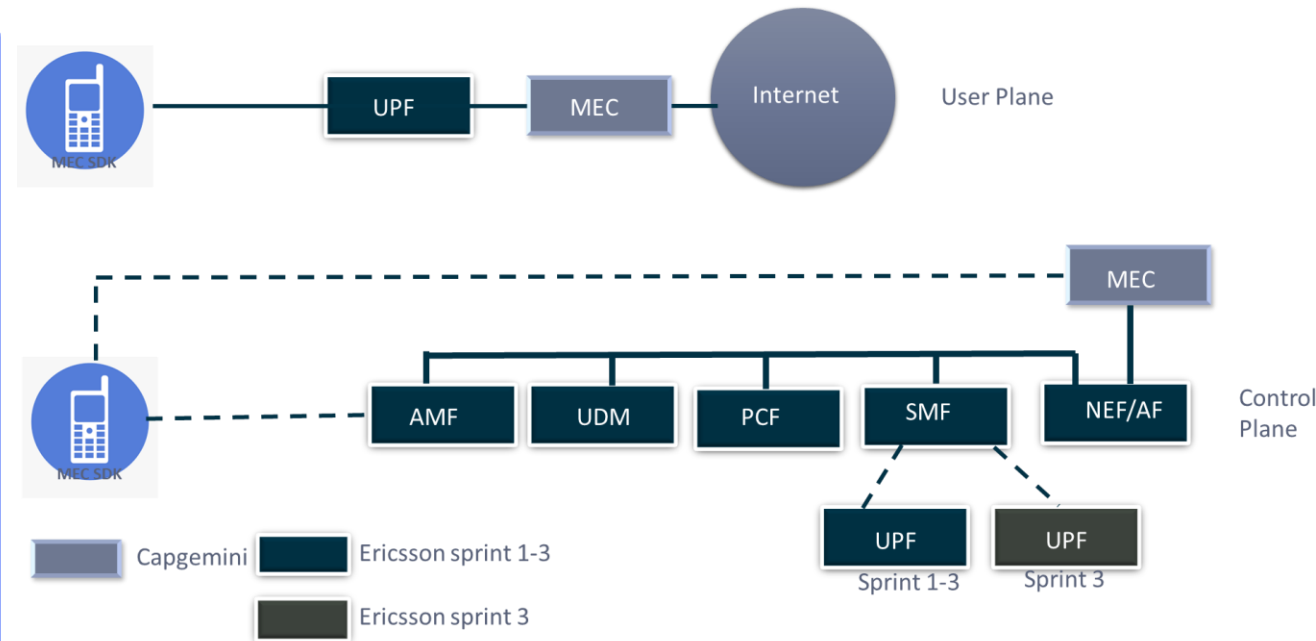 UPF
MEC
Internet
User Plane
MEC SDK
MEC
AMF
UDM
PCF
SMF
NEF/AF
Control
Plane
MEC SDK
UPF
UPF
Sprint 1-3
Sprint 3
Capgemini
Ericsson sprint 1-3
Ericsson sprint 3